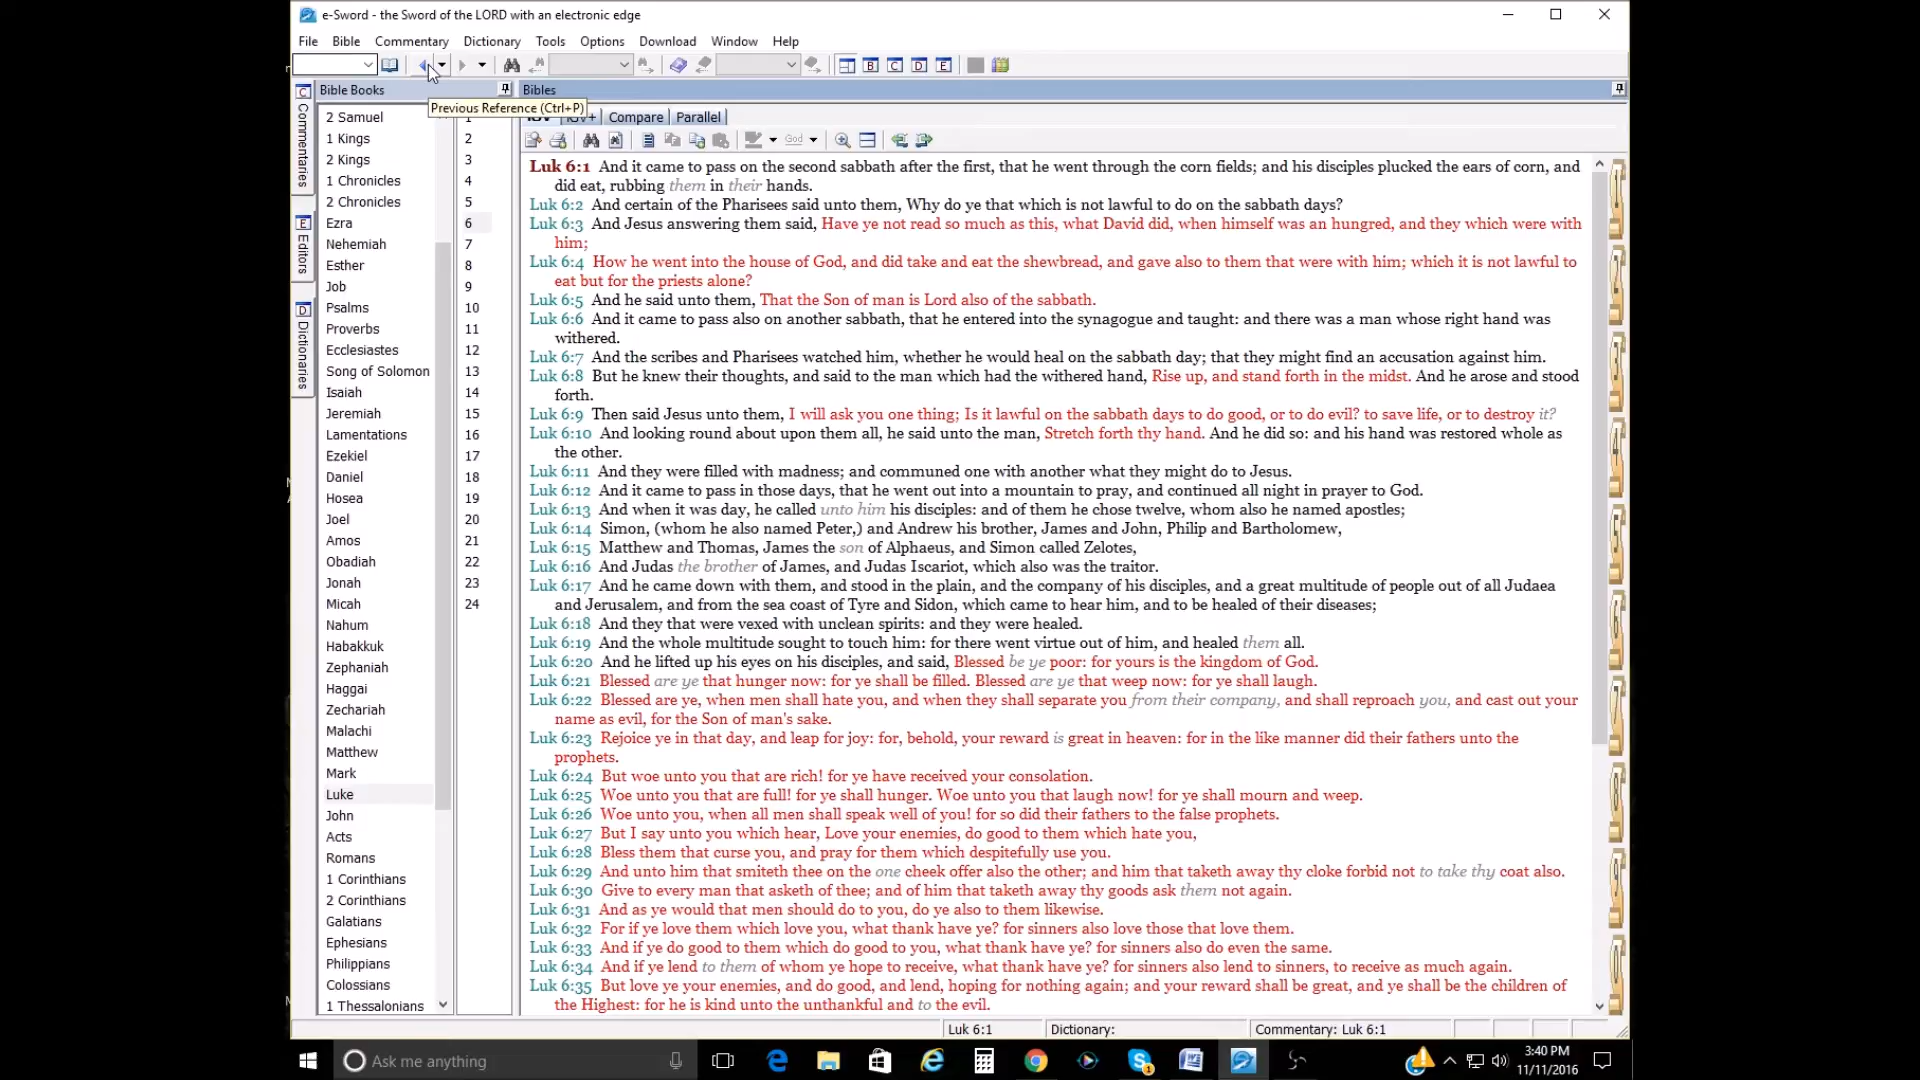 e-Sword - the Sword of the LORD with an electronic edge
File Bible Commentary Dictionary Tools Options Download Window Help
B C D E
Bible Books
Bibles
Previous Reference (Ctrl+P)
Compare Parallel
C Commentaries
E Editors
D Dictionaries
2 Samuel
1 Kings
2 Kings
1 Chronicles
2 Chronicles
Ezra
Nehemiah
Esther
Job
Psalms
Proverbs
Ecclesiastes
Song of Solomon
Isaiah
Jeremiah
Lamentations
Ezekiel
Daniel
Hosea
Joel
Amos
Obadiah
Jonah
Micah
Nahum
Habakkuk
Zephaniah
Haggai
Zechariah
Malachi
Matthew
Mark
Luke
John
Acts
Romans
1 Corinthians
2 Corinthians
Galatians
Ephesians
Philippians
Colossians
1 Thessalonians
1
2
3
4
5
6
7
8
9
10
11
12
13
14
15
16
17
18
19
20
21
22
23
24
God
Luk 6:1 And it came to pass on the second sabbath after the first, that he went through the corn fields; and his disciples plucked the ears of corn, and
did eat, rubbing them in their hands.
Luk 6:2 And certain of the Pharisees said unto them, Why do ye that which is not lawful to do on the sabbath days?
Luk 6:3 And Jesus answering them said, Have ye not read so much as this, what David did, when himself was an hungred, and they which were with
him;
Luk 6:4 How he went into the house of God, and did take and eat the shewbread, and gave also to them that were with him; which it is not lawful to
eat but for the priests alone?
Luk 6:5 And he said unto them, That the Son of man is Lord also of the sabbath.
Luk 6:6 And it came to pass also on another sabbath, that he entered into the synagogue and taught: and there was a man whose right hand was
withered.
Luk 6:7 And the scribes and Pharisees watched him, whether he would heal on the sabbath day; that they might find an accusation against him.
Luk 6:8 But he knew their thoughts, and said to the man which had the withered hand, Rise up, and stand forth in the midst. And he arose and stood
forth.
Luk 6:9 Then said Jesus unto them, I will ask you one thing; Is it lawful on the sabbath days to do good, or to do evil? to save life, or to destroy it?
Luk 6:10 And looking round about upon them all, he said unto the man, Stretch forth thy hand. And he did so: and his hand was restored whole as
the other.
Luk 6:11 And they were filled with madness; and communed one with another what they might do to Jesus.
Luk 6:12 And it came to pass in those days, that he went out into a mountain to pray, and continued all night in prayer to God.
Luk 6:13 And when it was day, he called unto him his disciples: and of them he chose twelve, whom also he named apostles;
Luk 6:14 Simon, (whom he also named Peter,) and Andrew his brother, James and John, Philip and Bartholomew,
Luk 6:15 Matthew and Thomas, James the son of Alphaeus, and Simon called Zelotes,
Luk 6:16 And Judas the brother of James, and Judas Iscariot, which also was the traitor.
Luk 6:17 And he came down with them, and stood in the plain, and the company of his disciples, and a great multitude of people out of all Judaea
and Jerusalem, and from the sea coast of Tyre and Sidon, which came to hear him, and to be healed of their diseases;
Luk 6:18 And they that were vexed with unclean spirits: and they were healed.
Luk 6:19 And the whole multitude sought to touch him: for there went virtue out of him, and healed them all.
Luk 6:20 And he lifted up his eyes on his disciples, and said, Blessed be ye poor: for yours is the kingdom of God.
Luk 6:21 Blessed are ye that hunger now: for ye shall be filled. Blessed are ye that weep now: for ye shall laugh.
Luk 6:22 Blessed are ye, when men shall hate you, and when they shall separate you from their company, and shall reproach you, and cast out your
name as evil, for the Son of man's sake.
Luk 6:23 Rejoice ye in that day, and leap for joy: for, behold, your reward is great in heaven: for in the like manner did their fathers unto the
prophets.
Luk 6:24 But woe unto you that are rich! for ye have received your consolation.
Luk 6:25 Woe unto you that are full! for ye shall hunger. Woe unto you that laugh now! for ye shall mourn and weep.
Luk 6:26 Woe unto you, when all men shall speak well of you! for so did their fathers to the false prophets.
Luk 6:27 But I say unto you which hear, Love your enemies, do good to them which hate you,
Luk 6:28 Bless them that curse you, and pray for them which despitefully use you.
Luk 6:29 And unto him that smiteth thee on the one cheek offer also the other; and him that taketh away thy cloke forbid not to take thy coat also.
Luk 6:30 Give to every man that asketh of thee; and of him that taketh away thy goods ask them not again.
Luk 6:31 And as ye would that men should do to you, do ye also to them likewise.
Luk 6:32 For if ye love them which love you, what thank have ye? for sinners also love those that love them.
Luk 6:33 And if ye do good to them which do good to you, what thank have ye? for sinners also do even the same.
Luk 6:34 And if ye lend to them of whom ye hope to receive, what thank have ye? for sinners also lend to sinners, to receive as much again.
Luk 6:35 But love ye your enemies, and do good, and lend, hoping for nothing again; and your reward shall be great, and ye shall be the children of
the Highest: for he is kind unto the unthankful and to the evil.
Luk 6:1 Dictionary: Commentary: Luk 6:1
Ask me anything
3:40 PM
11/11/2016